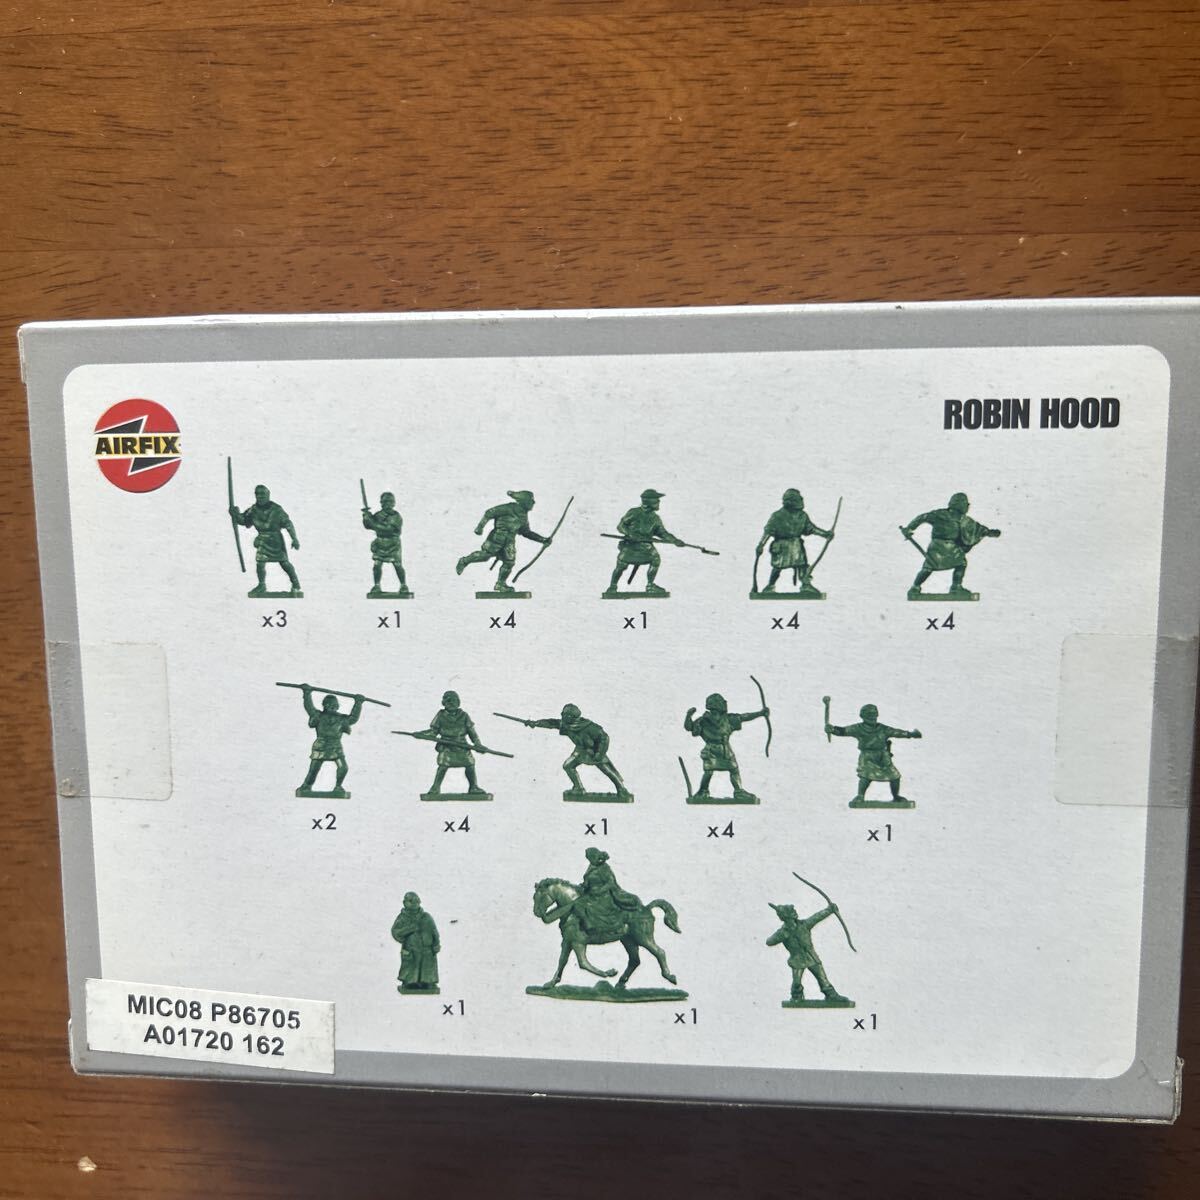 ROBIN HOOD
AIRFIX
x3 x1 x4 x1 x4 x4
x2 x4 x1 x4 x1
x1 x1 x1
MIC08 P86705
A01720 162